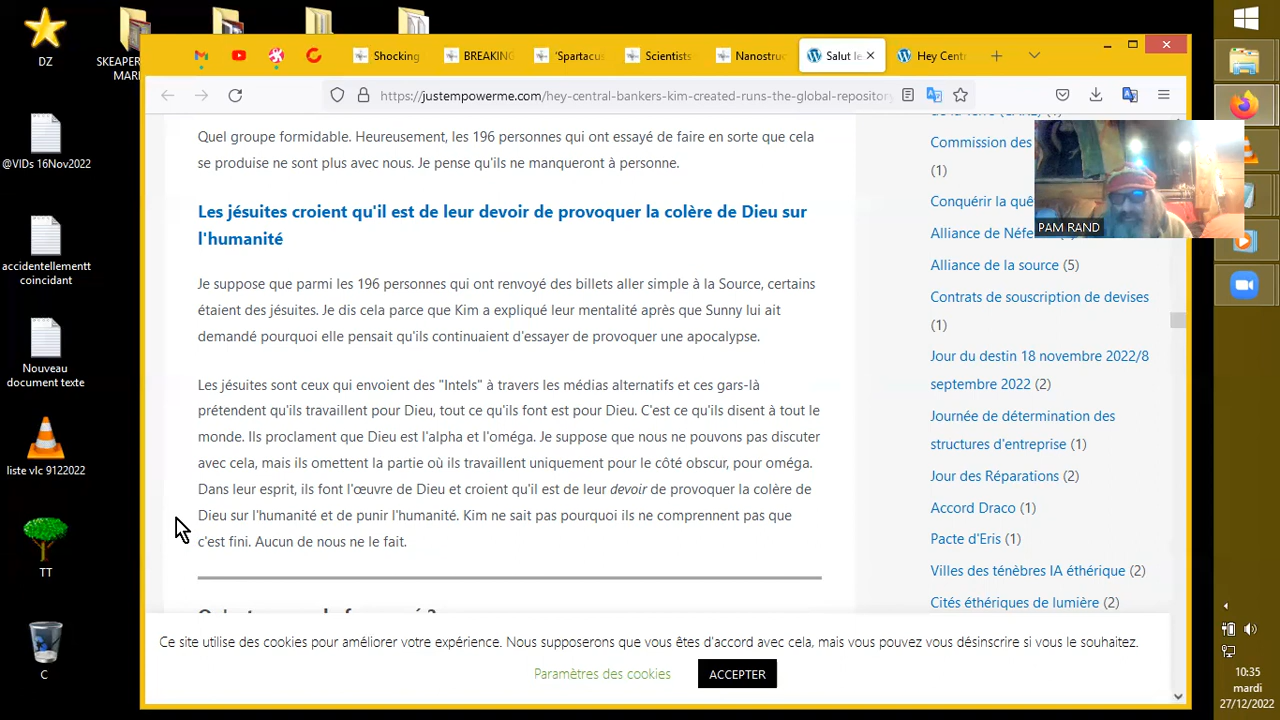 DZ
SKEAPER
MARI
@VIDs 16Nov2022
accidentellementt
coincidant
Nouveau
document texte
liste vlc 9122022
TT
C
Shocking
BREAKING
'Spartacus
Scientists
Nanostruc
Salut le
Hey Centr
https://justempowerme.com/hey-central-bankers-kim-created-runs-the-global-repository
Quel groupe formidable. Heureusement, les 196 personnes qui ont essayé de faire en sorte que cela
se produise ne sont plus avec nous. Je pense qu'ils ne manqueront à personne.
Les jésuites croient qu'il est de leur devoir de provoquer la colère de Dieu sur
l'humanité
Je suppose que parmi les 196 personnes qui ont renvoyé des billets aller simple à la Source, certains
étaient des jésuites. Je dis cela parce que Kim a expliqué leur mentalité après que Sunny lui ait
demandé pourquoi elle pensait qu'ils continuaient d'essayer de provoquer une apocalypse.
Les jésuites sont ceux qui envoient des "Intels" à travers les médias alternatifs et ces gars-là
prétendent qu'ils travaillent pour Dieu, tout ce qu'ils font est pour Dieu. C'est ce qu'ils disent à tout le
monde. Ils proclament que Dieu est l'alpha et l'oméga. Je suppose que nous ne pouvons pas discuter
avec cela, mais ils omettent la partie où ils travaillent uniquement pour le côté obscur, pour oméga.
Dans leur esprit, ils font l'œuvre de Dieu et croient qu'il est de leur devoir de provoquer la colère de
Dieu sur l'humanité et de punir l'humanité. Kim ne sait pas pourquoi ils ne comprennent pas que
c'est fini. Aucun de nous ne le fait.
Commission des
(1)
Conquérir la quê
Alliance de Néfe
Alliance de la source (5)
Contrats de souscription de devises
(1)
Jour du destin 18 novembre 2022/8
septembre 2022 (2)
Journée de détermination des
structures d'entreprise (1)
Jour des Réparations (2)
Accord Draco (1)
Pacte d'Eris (1)
Villes des ténèbres IA éthérique (2)
Cités éthériques de lumière (2)
PAM RAND
Ce site utilise des cookies pour améliorer votre expérience. Nous supposerons que vous êtes d'accord avec cela, mais vous pouvez vous désinscrire si vous le souhaitez.
Paramètres des cookies
ACCEPTER
10:35
mardi
27/12/2022